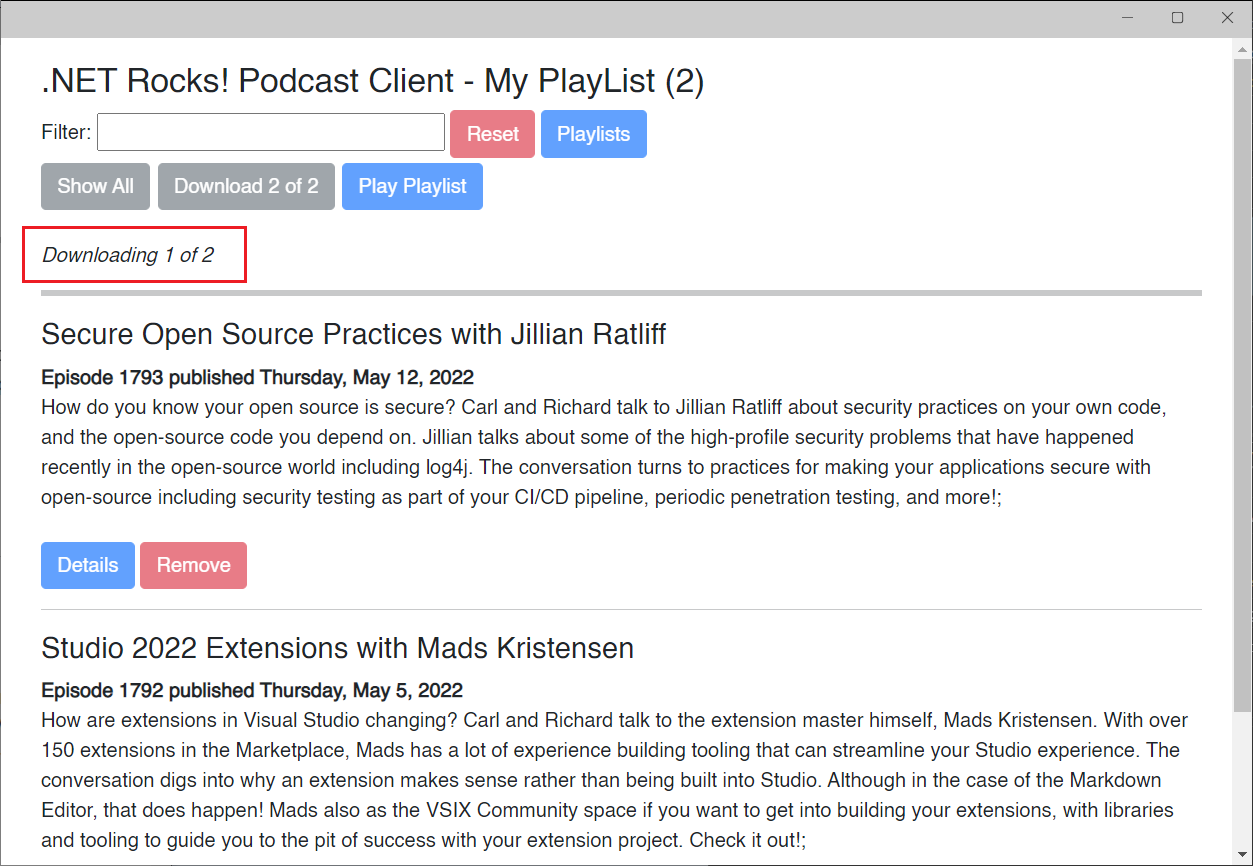 .NET Rocks! Podcast Client - My PlayList (2)
Filter: Reset Playlists
Show All Download 2 of 2 Play Playlist
Downloading 1 of 2
Secure Open Source Practices with Jillian Ratliff
Episode 1793 published Thursday, May 12, 2022
How do you know your open source is secure? Carl and Richard talk to Jillian Ratliff about security practices on your own code,
and the open-source code you depend on. Jillian talks about some of the high-profile security problems that have happened
recently in the open-source world including log4j. The conversation turns to practices for making your applications secure with
open-source including security testing as part of your CI/CD pipeline, periodic penetration testing, and more!;
Details Remove
Studio 2022 Extensions with Mads Kristensen
Episode 1792 published Thursday, May 5, 2022
How are extensions in Visual Studio changing? Carl and Richard talk to the extension master himself, Mads Kristensen. With over
150 extensions in the Marketplace, Mads has a lot of experience building tooling that can streamline your Studio experience. The
conversation digs into why an extension makes sense rather than being built into Studio. Although in the case of the Markdown
Editor, that does happen! Mads also as the VSIX Community space if you want to get into building your extensions, with libraries
and tooling to guide you to the pit of success with your extension project. Check it out!;